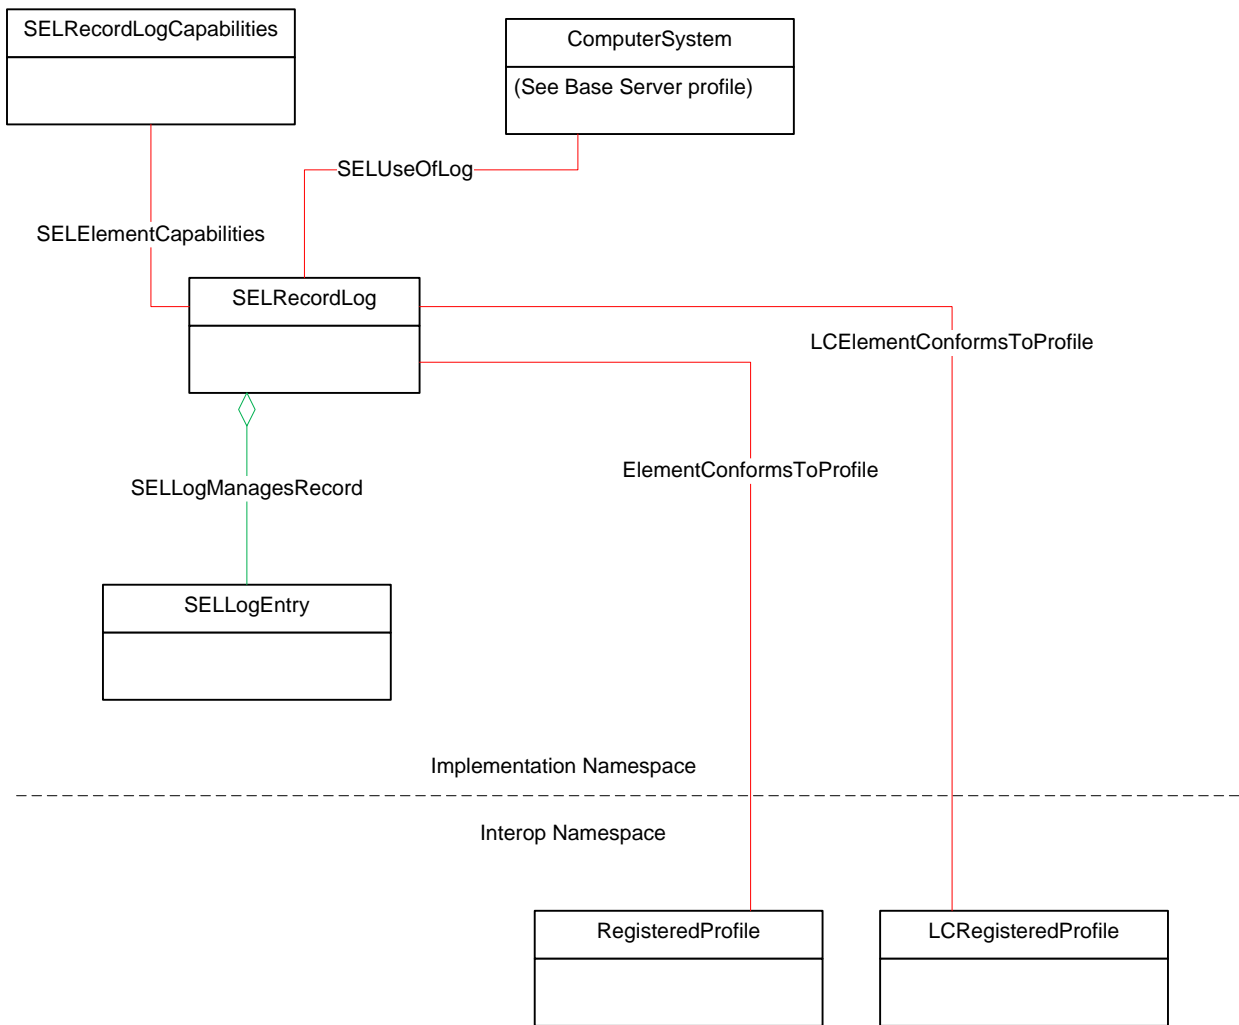 SELRecordLogCapabilities
ComputerSystem
(See Base Server profile)
SELUseOfLog
SELElementCapabilities
SELRecordLog
LCElementConformsToProfile
ElementConformsToProfile
SELLogManagesRecord
SELLogEntry
Implementation Namespace
Interop Namespace
RegisteredProfile
LCRegisteredProfile